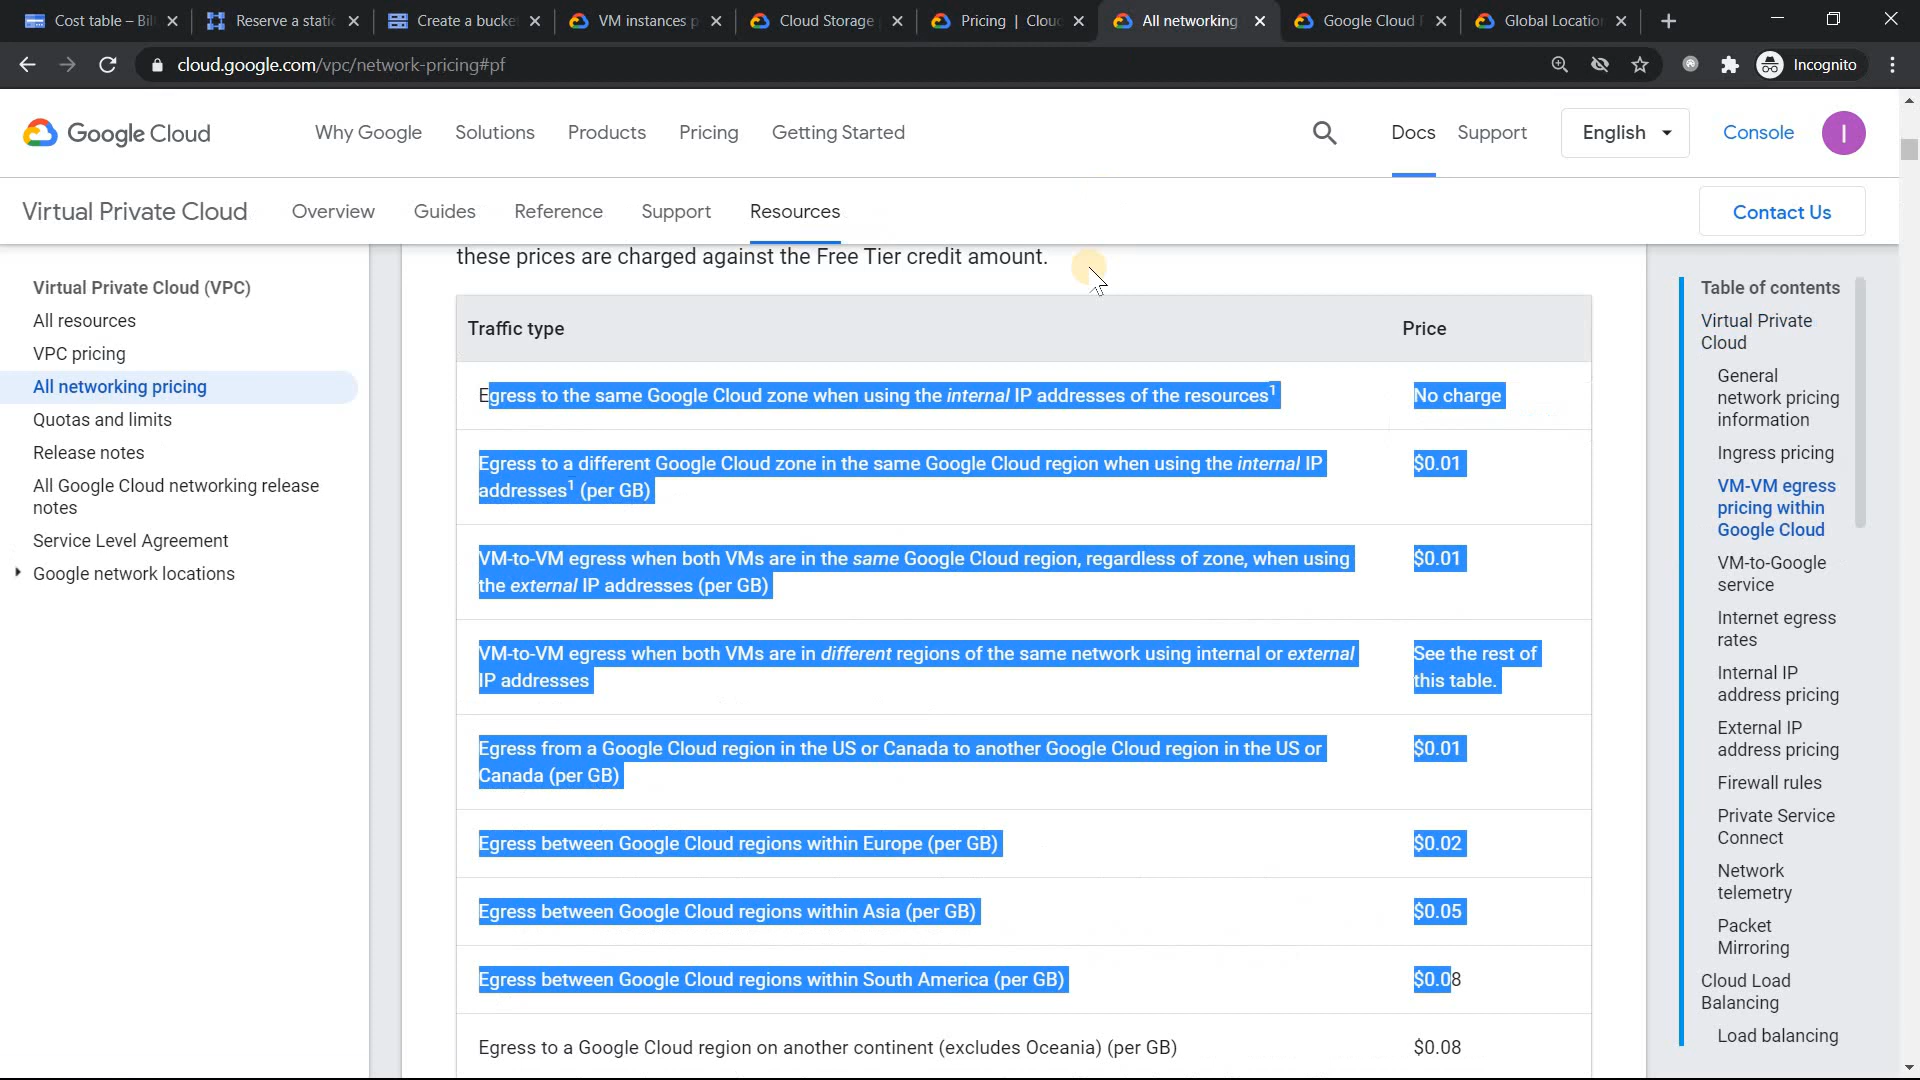 Cost table – Bil
Reserve a static
Create a bucket
VM instances p
Cloud Storage
Pricing | Clou
All networking
Google Cloud
Global Locatio
cloud.google.com/vpc/network-pricing#pf
Incognito
Google Cloud
Why Google
Solutions
Products
Pricing
Getting Started
Docs
Support
English
Console
I
Virtual Private Cloud
Overview
Guides
Reference
Support
Resources
Contact Us
Virtual Private Cloud (VPC)
All resources
VPC pricing
All networking pricing
Quotas and limits
Release notes
All Google Cloud networking release
notes
Service Level Agreement
Google network locations
these prices are charged against the Free Tier credit amount.
Traffic type Price
Egress to the same Google Cloud zone when using the internal IP addresses of the resources1 No charge
Egress to a different Google Cloud zone in the same Google Cloud region when using the internal IP $0.01
addresses1 (per GB)
VM-to-VM egress when both VMs are in the same Google Cloud region, regardless of zone, when using $0.01
the external IP addresses (per GB)
VM-to-VM egress when both VMs are in different regions of the same network using internal or external See the rest of
IP addresses this table.
Egress from a Google Cloud region in the US or Canada to another Google Cloud region in the US or $0.01
Canada (per GB)
Egress between Google Cloud regions within Europe (per GB) $0.02
Egress between Google Cloud regions within Asia (per GB) $0.05
Egress between Google Cloud regions within South America (per GB) $0.08
Egress to a Google Cloud region on another continent (excludes Oceania) (per GB) $0.08
Table of contents
Virtual Private
Cloud
General
network pricing
information
Ingress pricing
VM-VM egress
pricing within
Google Cloud
VM-to-Google
service
Internet egress
rates
Internal IP
address pricing
External IP
address pricing
Firewall rules
Private Service
Connect
Network
telemetry
Packet
Mirroring
Cloud Load
Balancing
Load balancing